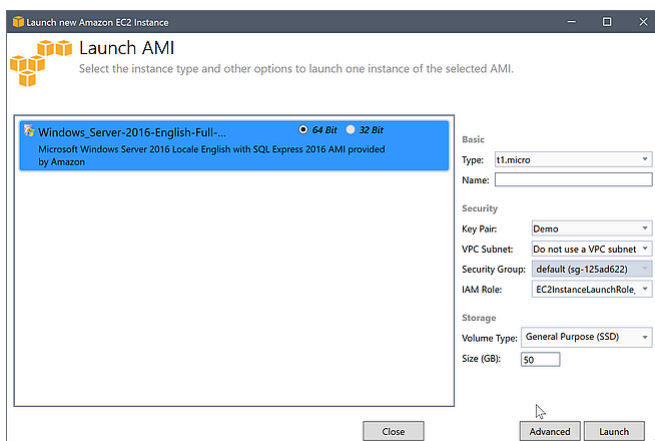 Launch new Amazon EC2 Instance
Launch AMI
Select the instance type and other options to launch one instance of the selected AMI.
Windows_Server-2016-English-Full-... 64 Bit 32 Bit
Microsoft Windows Server 2016 Locale English with SQL Express 2016 AMI provided
by Amazon
Basic
Type: t1.micro
Name:
Security
Key Pair: Demo
VPC Subnet: Do not use a VPC subnet
Security Group: default (sg-125ad622)
IAM Role: EC2InstanceLaunchRole,
Storage
Volume Type: General Purpose (SSD)
Size (GB): 50
Close Advanced Launch